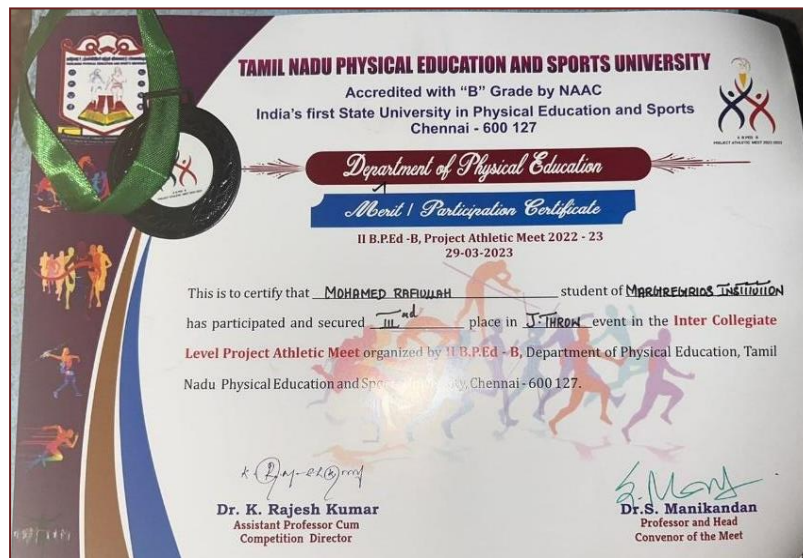 TAMIL NADU PHYSICAL EDUCATION AND SPORTS UNIVERSITY
Accredited with "B" Grade by NAAC
India's first State University in Physical Education and Sports
Chennai - 600 127
PROJECT ATHLETIC MEET 2022-2023
Department of Physical Education
Merit / Participation Certificate
II B.P.Ed -B, Project Athletic Meet 2022 - 23
29-03-2023
This is to certify that MOHAMED RAFIULLAH student of INSTITUTION
has participated and secured III nd place in J.THROW event in the Inter Collegiate
Level Project Athletic Meet organized by II B.P.Ed - B, Department of Physical Education, Tamil
Nadu Physical Education and Chennai - 600 127.
Dr. K. Rajesh Kumar
Assistant Professor Cum
Competition Director
Dr.S. Manikandan
Professor and Head
Convenor of the Meet